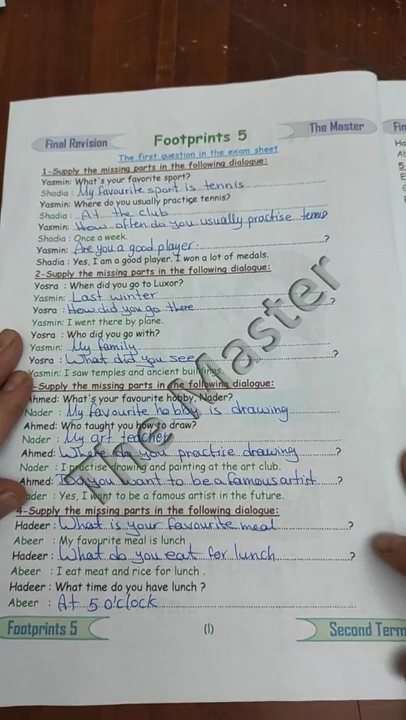 Final Revision
Footprints 5
The Master
Fin
The first question in the exam sheet
1-Supply the missing parts in the following dialogue:
Yasmin: What's your favorite sport?
Shadia : My favourite sport is tennis
Yasmin: Where do you usually practice tennis?
Shadia : At the club
Yasmin: How often do you usually practise tennis?
Shadia : Once a week.
Yasmin: Are you a good player ?
Shadia : Yes, I am a good player. I won a lot of medals.
2-Supply the missing parts in the following dialogue:
Yosra : When did you go to Luxor?
Yasmin: Last winter
Yosra : How did you go there ?
Yasmin: I went there by plane.
Yosra : Who did you go with?
Yasmin: My family
Yosra : What did you see ?
Yasmin: I saw temples and ancient buildings.
-Supply the missing parts in the following dialogue:
Ahmed: What's your favourite hobby, Nader?
Nader : My favourite hobby is drawing
Ahmed: Who taught you how to draw?
Nader : My art teacher
Ahmed: Where do you practise drawing ?
Nader : I practise drawing and painting at the art club.
Ahmed: Do you want to be a famous artist ?
ader : Yes, I want to be a famous artist in the future.
4-Supply the missing parts in the following dialogue:
Hadeer : What is your favourite meal ?
Abeer : My favourite meal is lunch
Hadeer : What do you eat for lunch ?
Abeer : I eat meat and rice for lunch .
Hadeer : What time do you have lunch ?
Abeer : At 5 o'clock
Footprints 5
(1)
Second Term
The Master